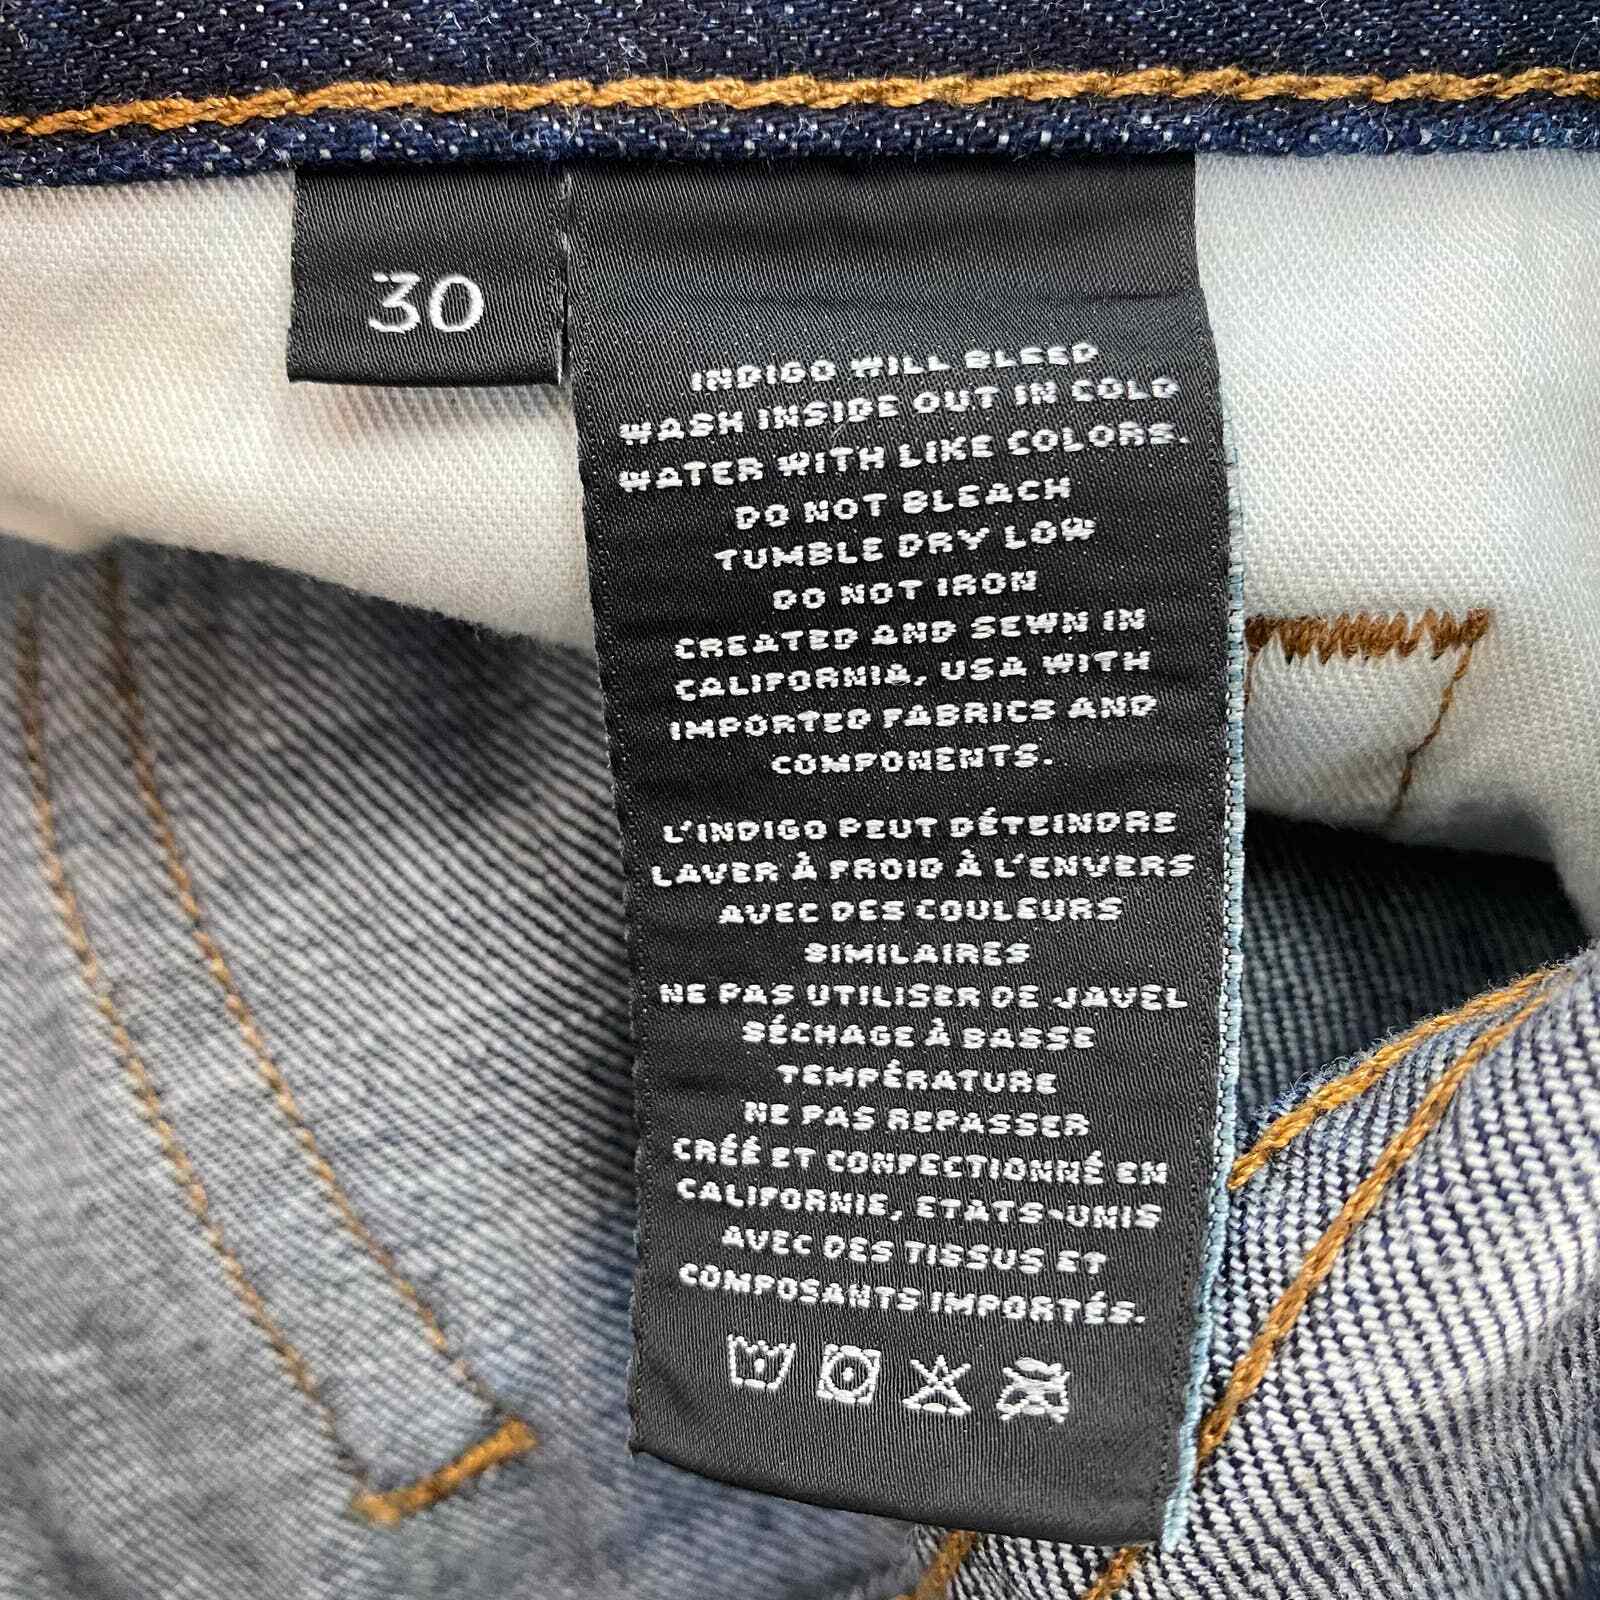 30
INDIGO WILL BLEED
WASH INSIDE OUT IN COLD
WATER WITH LIKE COLORS.
DO NOT BLEACH
TUMBLE DRY LOW
DO NOT IRON
CREATED AND SEWN IN
CALIFORNIA, USA WITH
IMPORTED FABRICS AND
COMPONENTS.
L'INDIGO PEUT DÉTEINDRE
LAVER À FROID À L'ENVERS
AVEC DES COULEURS
SIMILAIRES
NE PAS UTILISER DE JAVEL
SÉCHAGE À BASSE
TEMPÉRATURE
NE PAS REPASSER
CRÉÉ ET CONFECTIONNÉ EN
CALIFORNIE, ETATS-UNIS
AVEC DES TISSUS ET
COMPOSANTS IMPORTÉS.